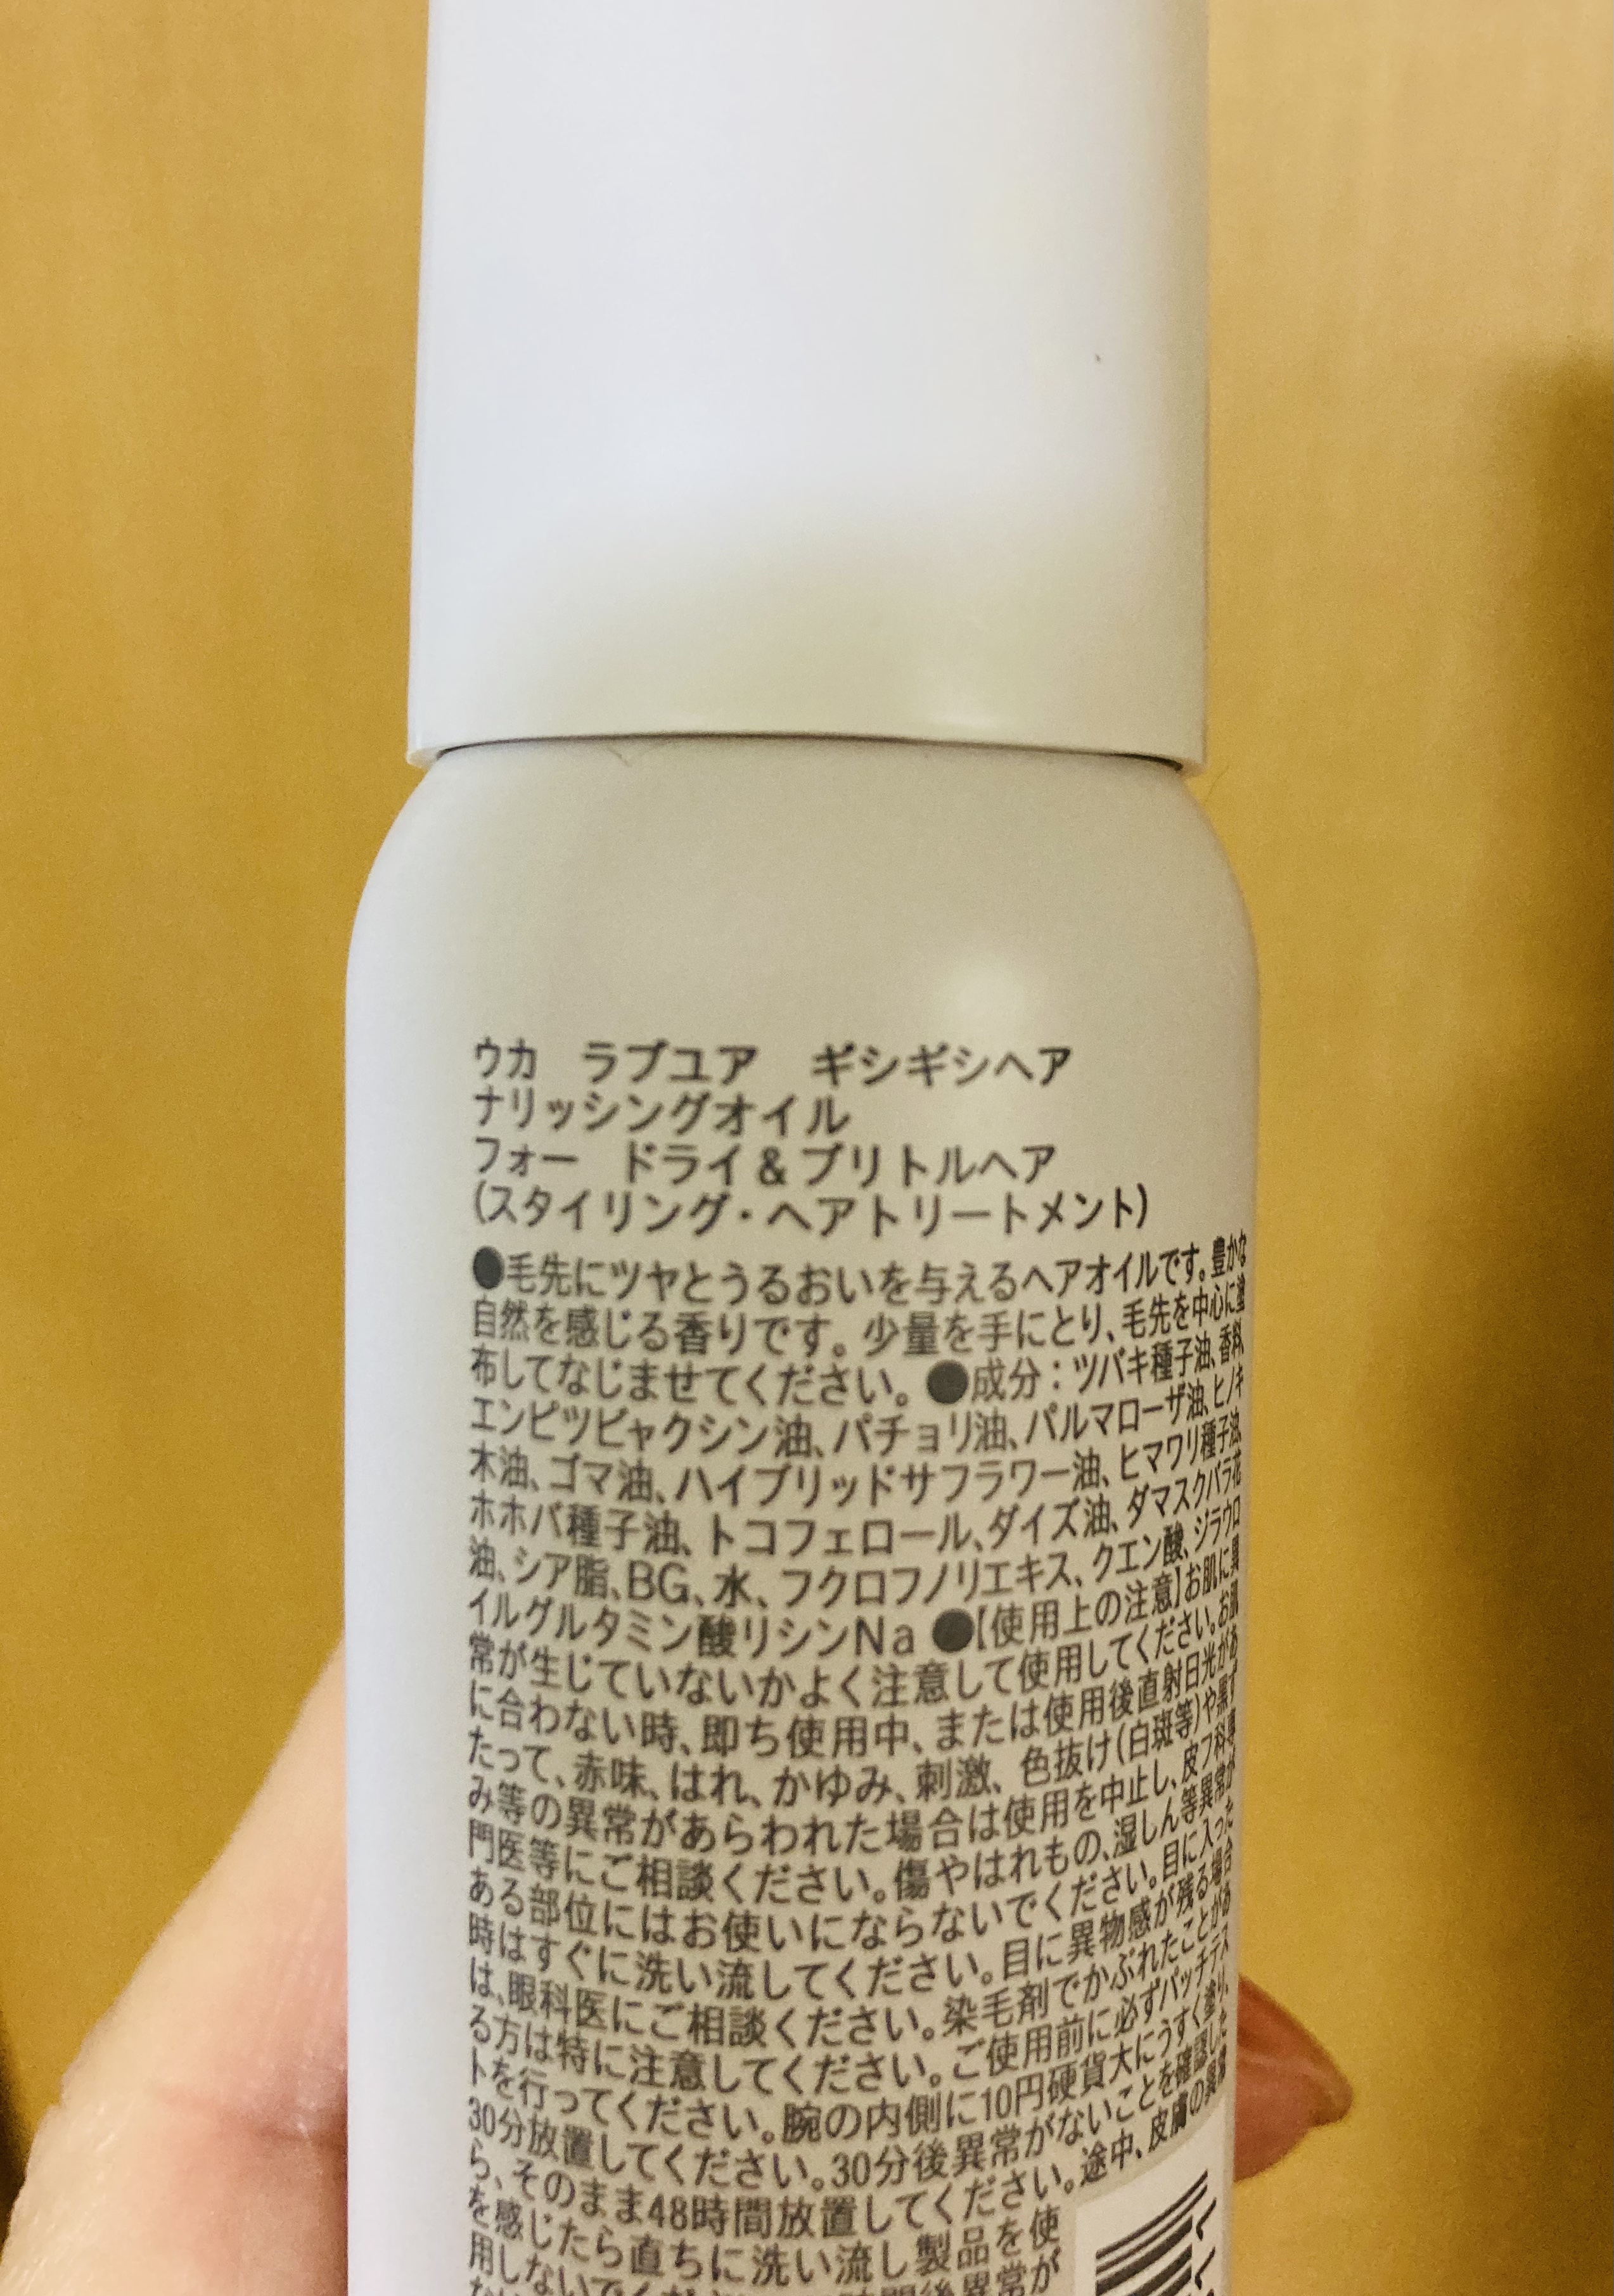 ウカ ラブユア ギシギシヘア
ナリッシングオイル
フォー ドライ&ブリトルヘア
(スタイリング・ヘアトリートメント)
●毛先にツヤとうるおいを与えるヘアオイルです。豊かな
自然を感じる香りです。少量を手にとり、毛先を中心に塗
布してなじませてください。●成分:ツバキ種子油、香料、
エンピツビャクシン油、パチョリ油、パルマローザ油、ヒノキ
木油、ゴマ油、ハイブリッドサフラワー油、ヒマワリ種子油、
ホホバ種子油、トコフェロール、ダイズ油、ダマスクバラ花
油、シア脂、BG、水、フクロフノリエキス、クエン酸、ジラウロ
イルグルタミン酸リシンNa ●【使用上の注意】お肌に異
常が生じていないかよく注意して使用してください。お肌
に合わない時、即ち使用中、または使用後直射日光があ
たって、赤味、はれ、かゆみ、刺激、色抜け(白斑等)や黒ず
み等の異常があらわれた場合は使用を中止し、皮フ科専
門医等にご相談ください。傷やはれもの、湿しん等異常が
ある部位にはお使いにならないでください。目に入った
時はすぐに洗い流してください。目に異物感が残る場合
は、眼科医にご相談ください。染毛剤でかぶれたことがあ
る方は特に注意してください。ご使用前に必ずパッチテス
トを行ってください。腕の内側に10円硬貨大にうすく塗り、
30分放置してください。30分後異常がないことを確認した
ら、そのまま48時間放置してください。途中、皮膚の異常
を感じたら直ちに洗い流し製品を使
用しないでくだ 時間後異常が